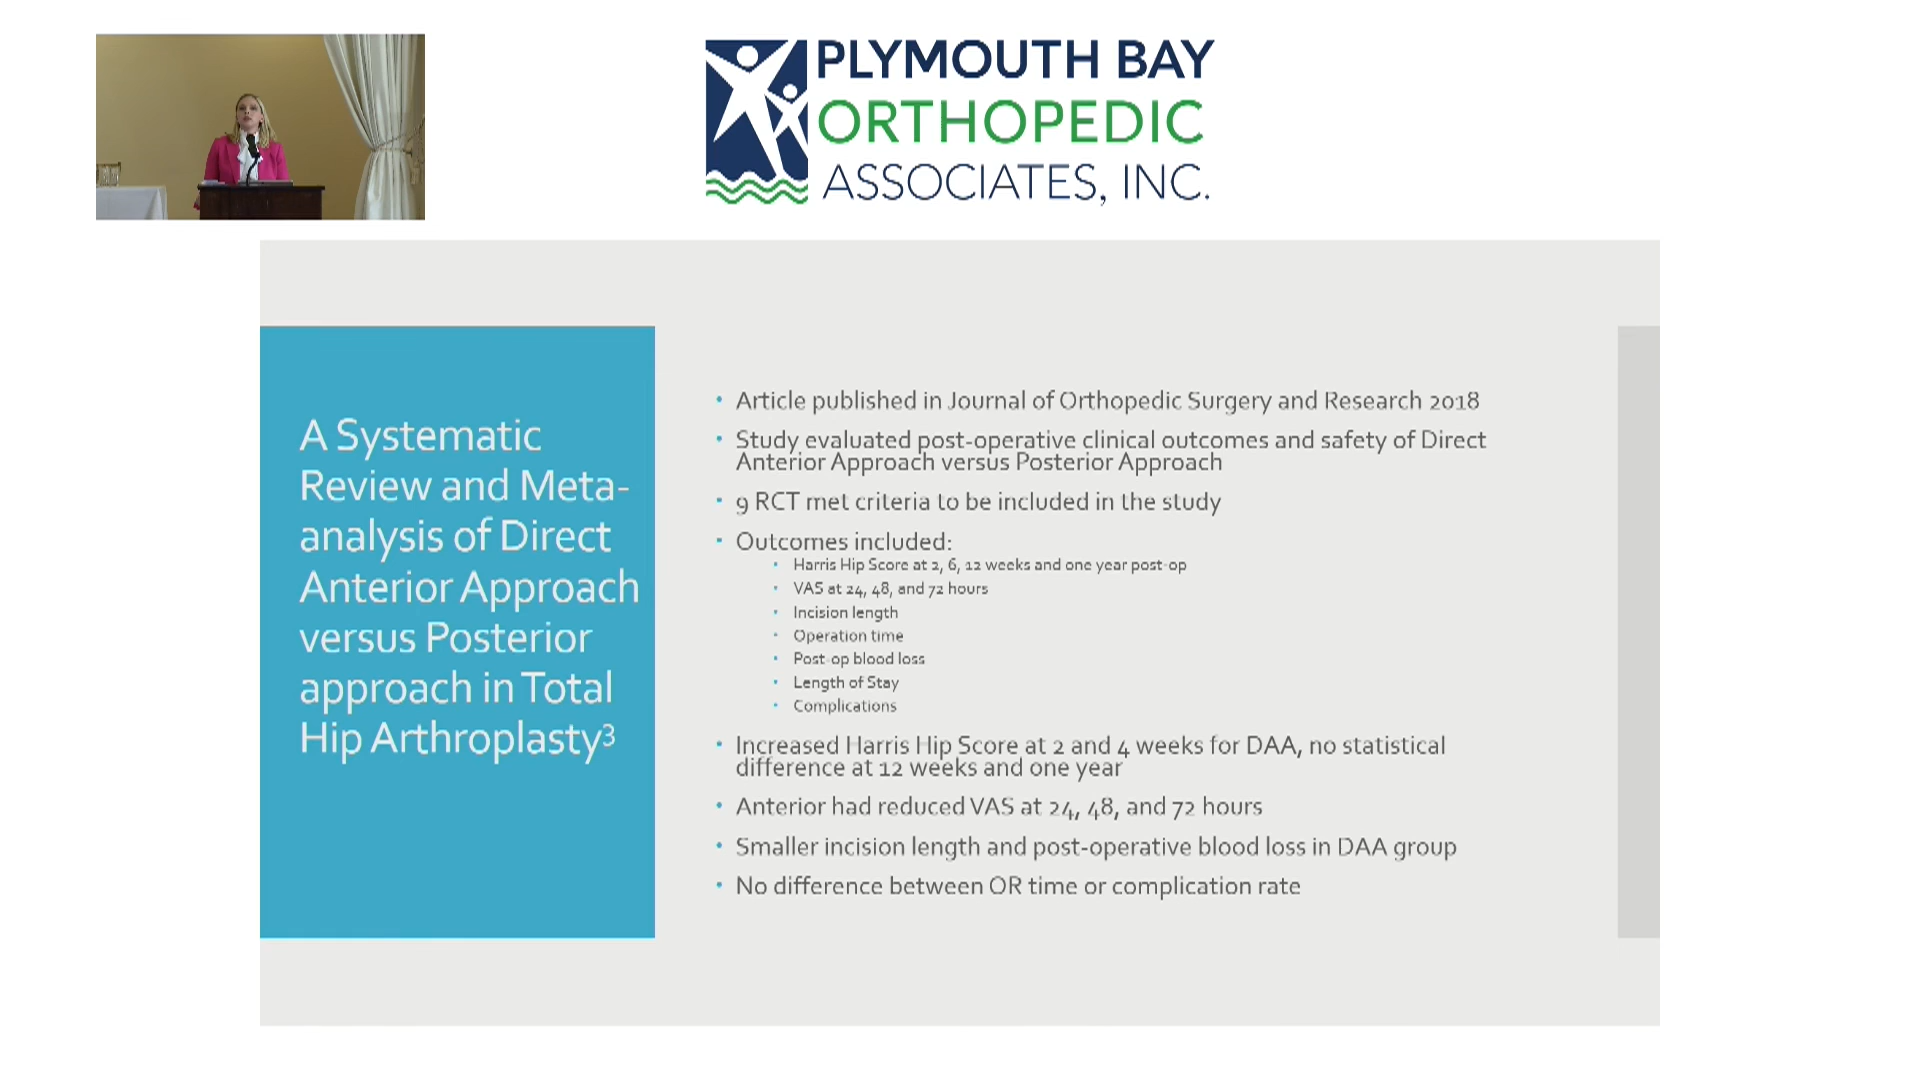 PLYMOUTH BAY
ORTHOPEDIC
ASSOCIATES, INC.
A Systematic
Review and Meta-
analysis of Direct
Anterior Approach
versus Posterior
approach in Total
Hip Arthroplasty³
• Article published in Journal of Orthopedic Surgery and Research 2018
• Study evaluated post-operative clinical outcomes and safety of Direct
Anterior Approach versus Posterior Approach
• 9 RCT met criteria to be included in the study
• Outcomes included:
• Harris Hip Score at 2, 6, 12 weeks and one year post-op
• VAS at 24, 48, and 72 hours
• Incision length
• Operation time
• Post-op blood loss
• Length of Stay
• Complications
• Increased Harris Hip Score at 2 and 4 weeks for DAA, no statistical
difference at 12 weeks and one year
• Anterior had reduced VAS at 24, 48, and 72 hours
• Smaller incision length and post-operative blood loss in DAA group
• No difference between OR time or complication rate